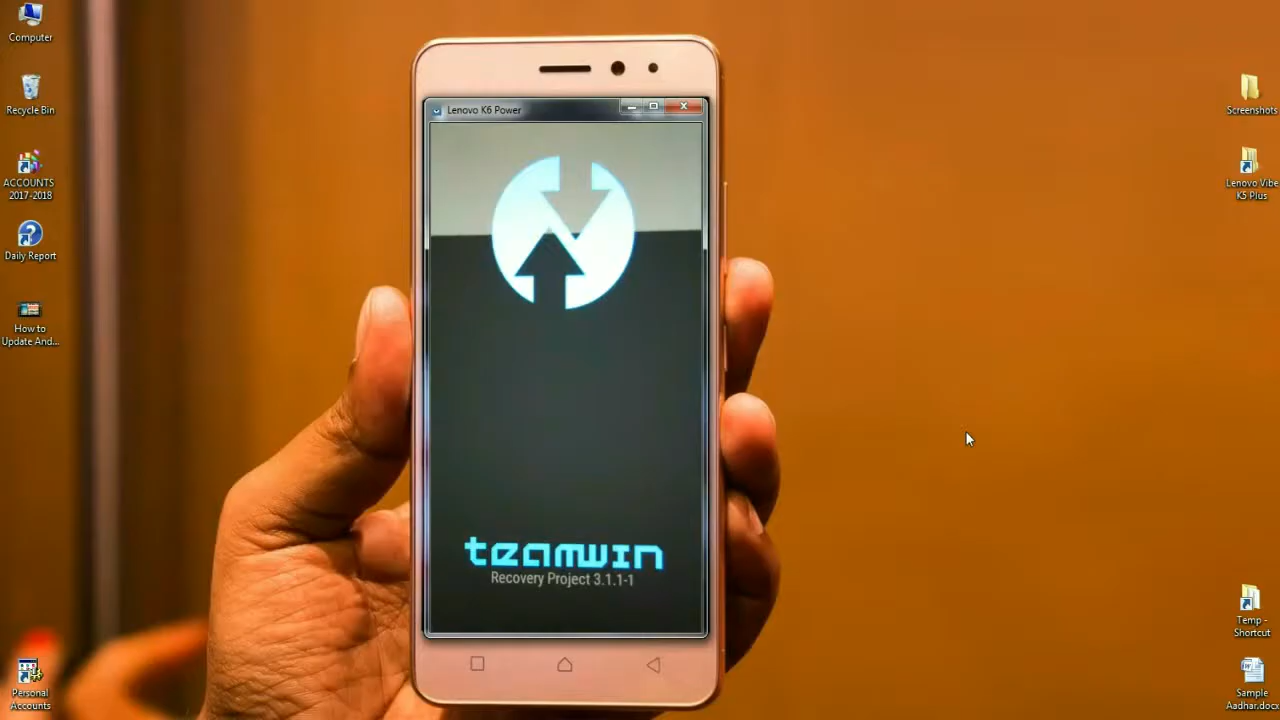 Computer
Recycle Bin
ACCOUNTS
2017-2018
Daily Report
How to
Update And...
Personal
Accounts
Lenovo K6 Power
teamwin
Recovery Project 3.1.1-1
Screenshots
Lenovo Vibe
K5 Plus
Temp -
Shortcut
Sample
Aadhar.docx